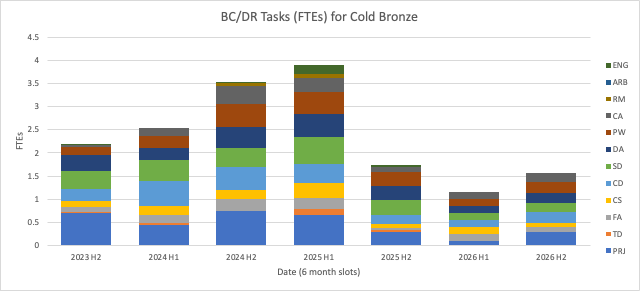 BC/DR Tasks (FTEs) for Cold Bronze
4.5
4
3.5
3
2.5
2
1.5
1
0.5
0
FTEs
2023 H2
2024 H1
2024 H2
2025 H1
2025 H2
2026 H1
2026 H2
Date (6 month slots)
ENG
ARB
RM
CA
PW
DA
SD
CD
CS
FA
TD
PRJ